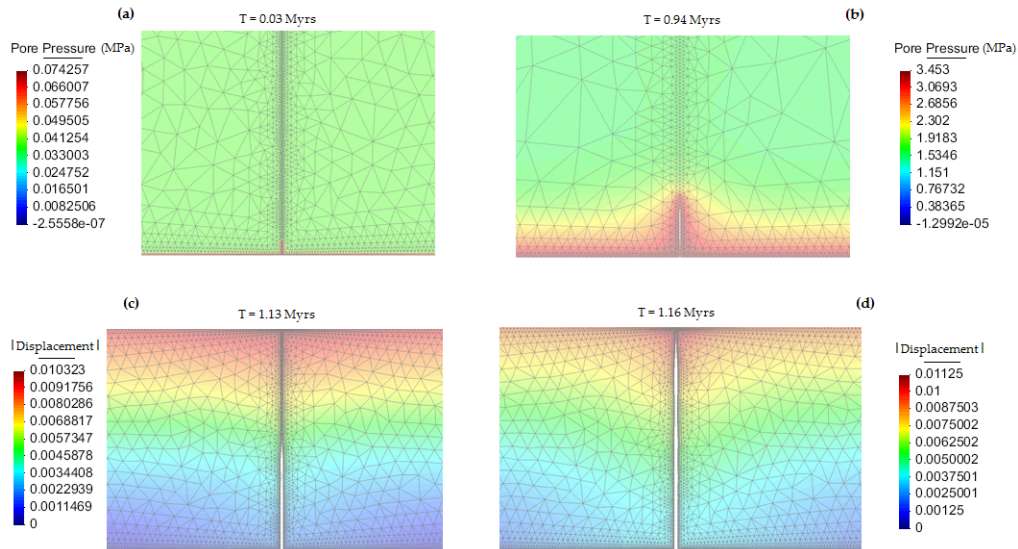 (a)
T = 0.03 Myrs
Pore Pressure (MPa)
0.074257
0.066007
0.057756
0.049505
0.041254
0.033003
0.024752
0.016501
0.0082506
-2.5558e-07
(b)
T = 0.94 Myrs
Pore Pressure (MPa)
3.453
3.0693
2.6856
2.302
1.9183
1.5346
1.151
0.76732
0.38365
-1.2992e-05
(c)
T = 1.13 Myrs
|Displacement|
0.010323
0.0091756
0.0080286
0.0068817
0.0057347
0.0045878
0.0034408
0.0022939
0.0011469
0
(d)
T = 1.16 Myrs
|Displacement|
0.01125
0.01
0.0087503
0.0075002
0.0062502
0.0050002
0.0037501
0.0025001
0.00125
0